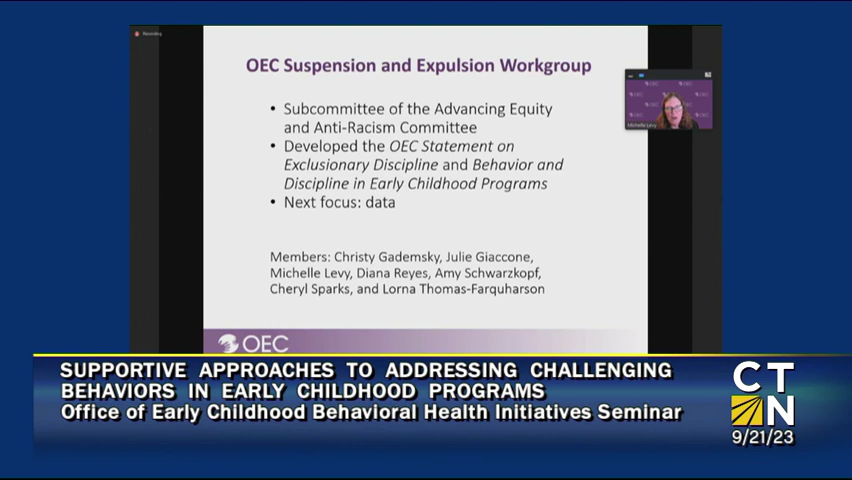 Recording
OEC Suspension and Expulsion Workgroup
• Subcommittee of the Advancing Equity
and Anti-Racism Committee
• Developed the OEC Statement on
Exclusionary Discipline and Behavior and
Discipline in Early Childhood Programs
• Next focus: data
Members: Christy Gademsky, Julie Giaccone,
Michelle Levy, Diana Reyes, Amy Schwarzkopf,
Cheryl Sparks, and Lorna Thomas-Farquharson
OEC
Michelle Levy
SUPPORTIVE APPROACHES TO ADDRESSING CHALLENGING
BEHAVIORS IN EARLY CHILDHOOD PROGRAMS
Office of Early Childhood Behavioral Health Initiatives Seminar
CT
N
9/21/23